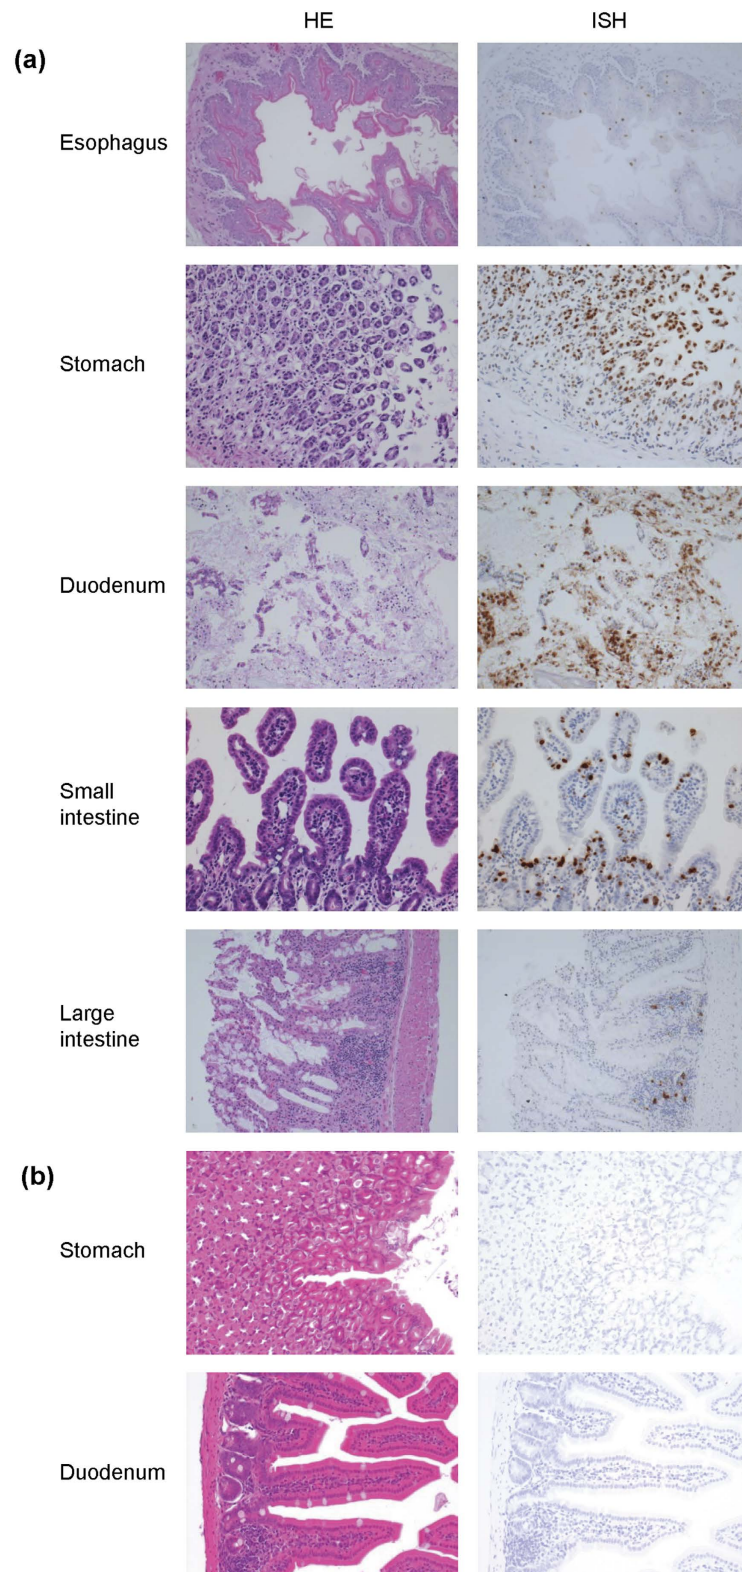 HE ISH
(a)
Esophagus
Stomach
Duodenum
Small
intestine
Large
intestine
(b)
Stomach
Duodenum